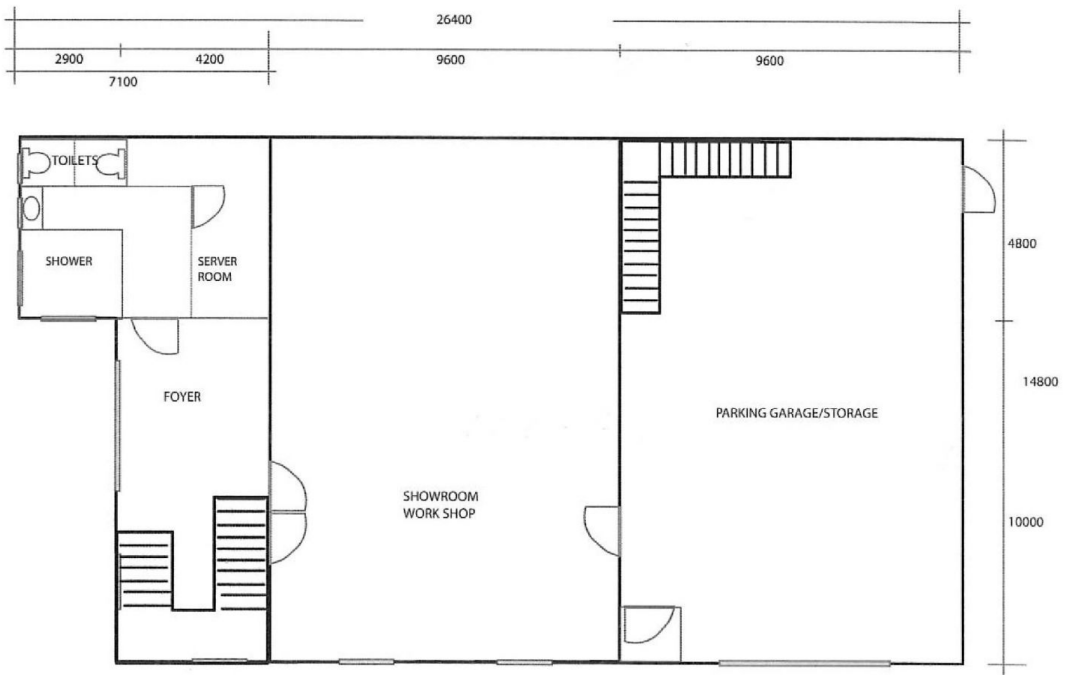 26400
2900
4200
9600
9600
7100
TOILETS
SHOWER
SERVER
ROOM
4800
FOYER
14800
PARKING GARAGE/STORAGE
SHOWROOM
WORK SHOP
10000